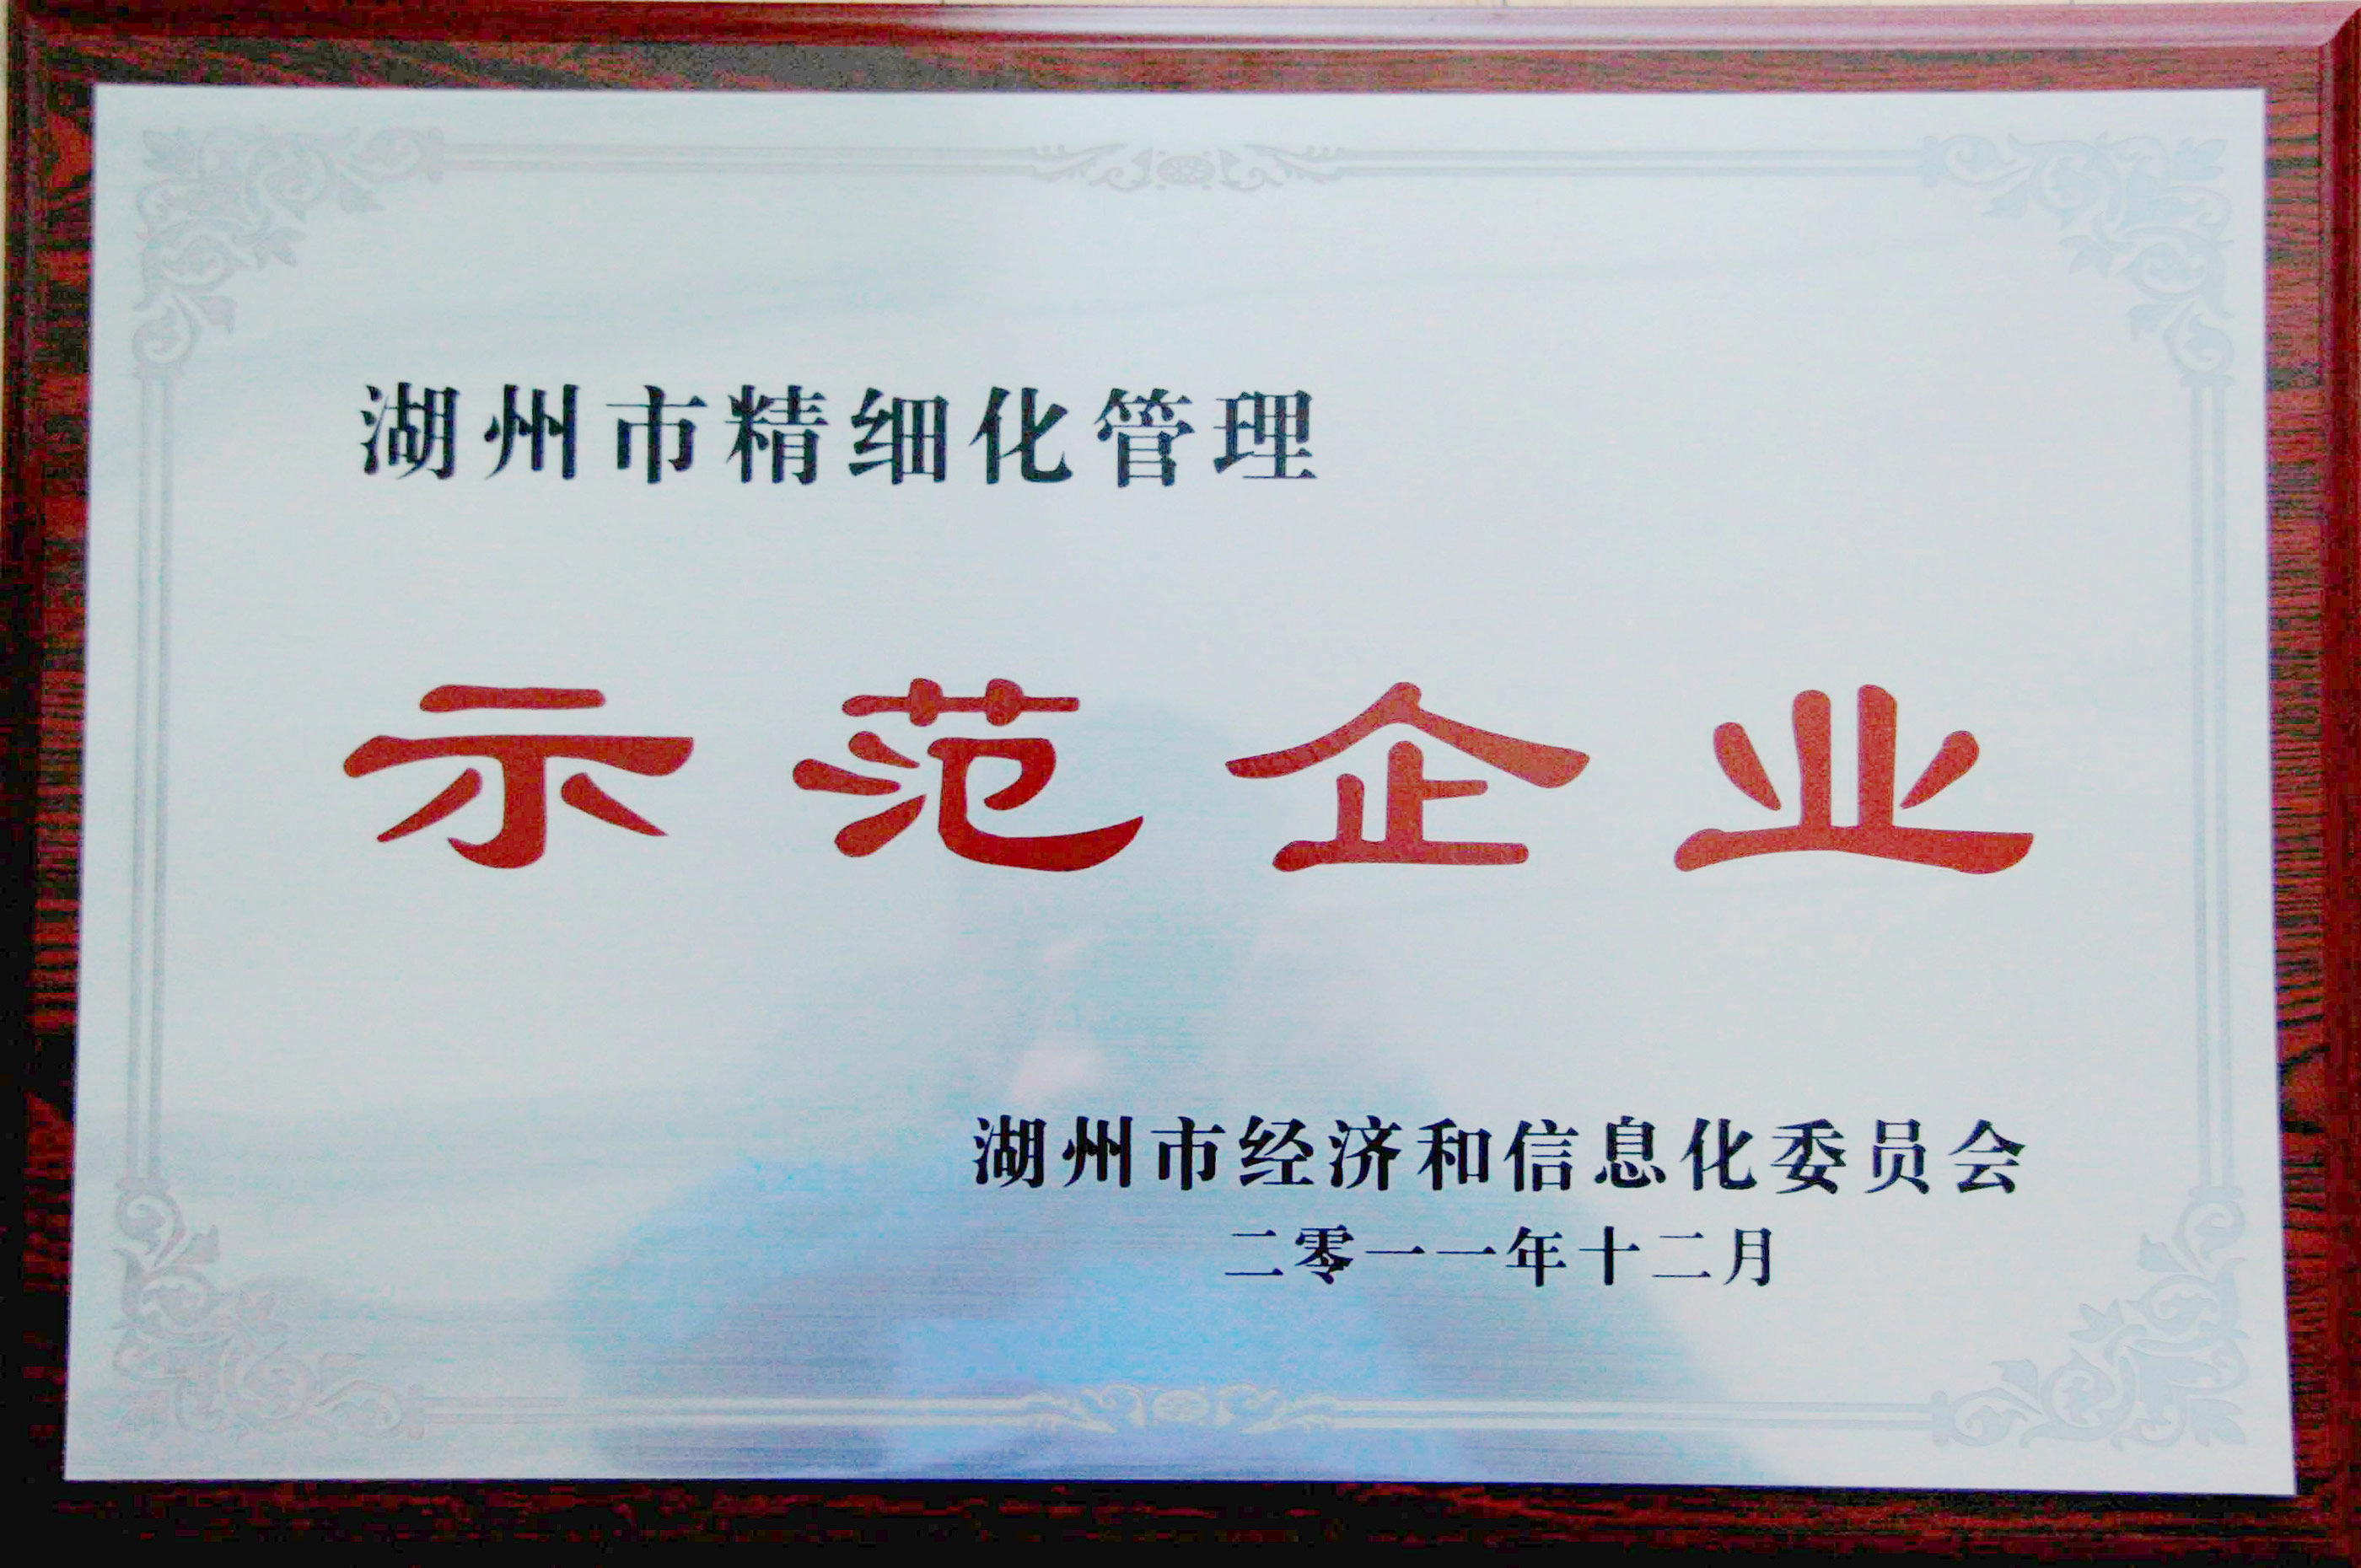 湖州市精细化管理
示范企业
湖州市经济和信息化委员会
二零一一年十二月